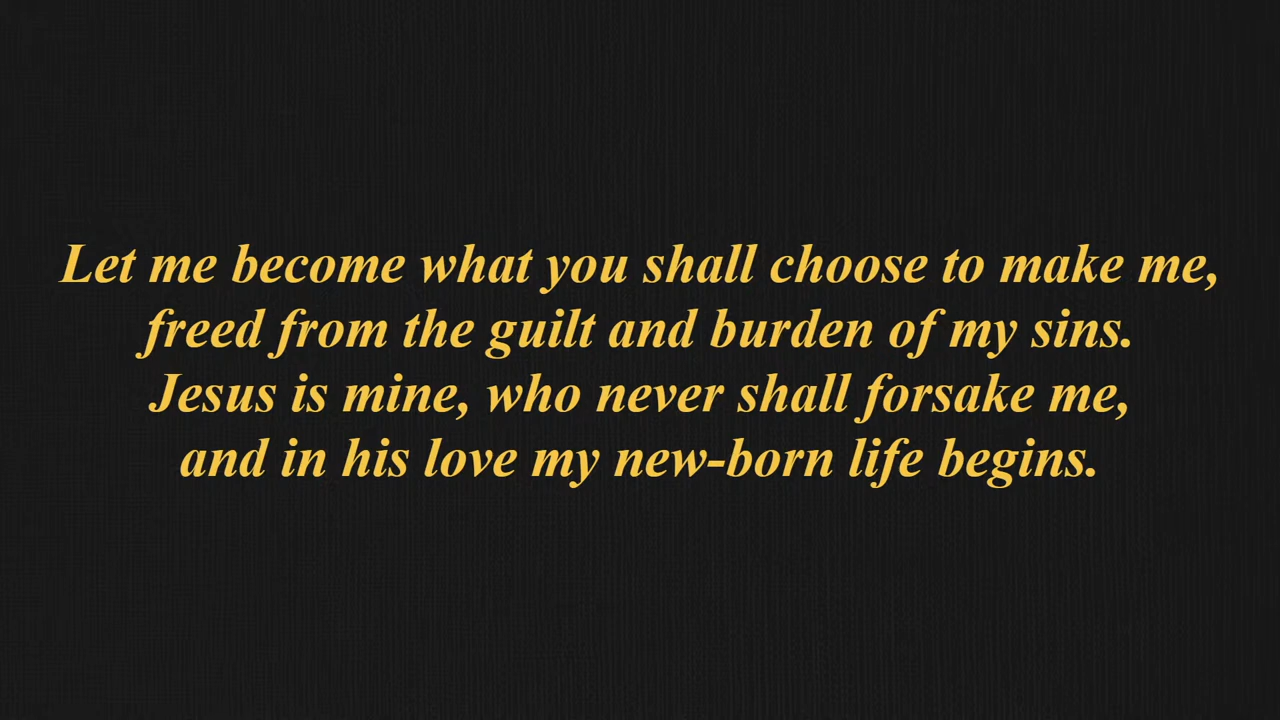 Let me become what you shall choose to make me,
freed from the guilt and burden of my sins.
Jesus is mine, who never shall forsake me,
and in his love my new-born life begins.